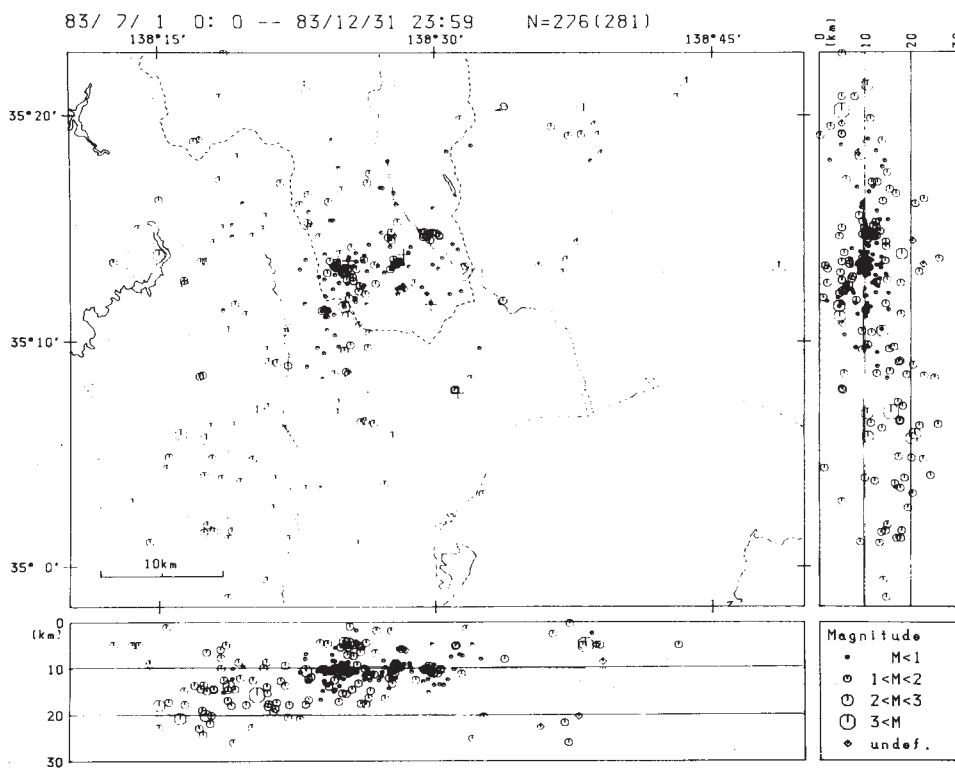 83/ 7/ 1 0: 0 -- 83/12/31 23:59 N=276(281)
138°15' 138°30' 138°45'
0 10 20 30
(km)
35°20'
35°10'
35° 0'
10km
0
(km)
10
20
30
Magnitude
M<1
1<M<2
2<M<3
3<M
undef.